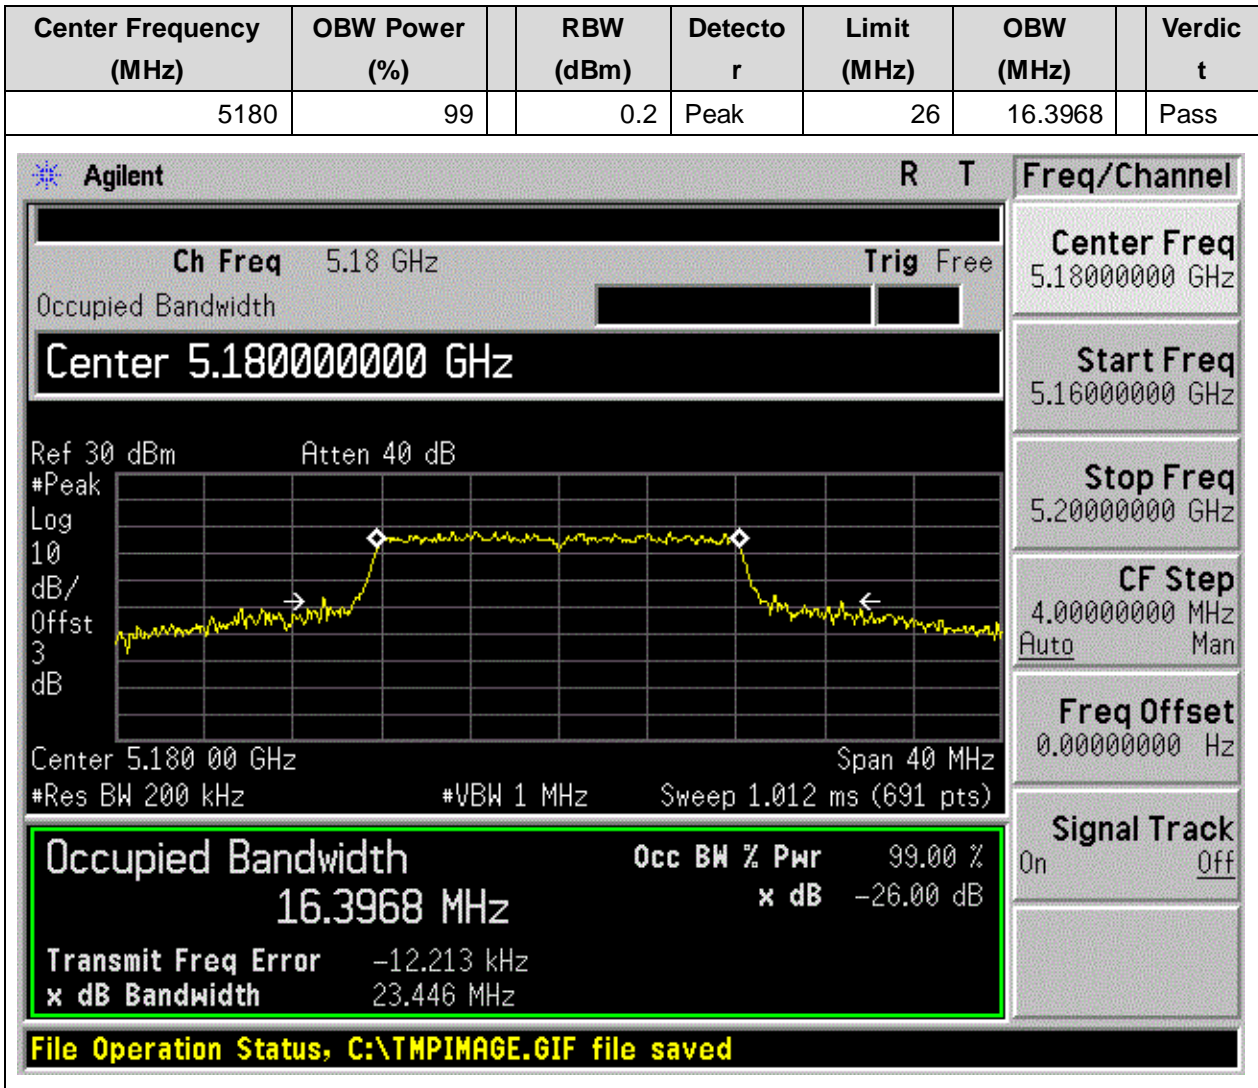 Center Frequency (MHz) OBW Power (%) RBW (dBm) Detector Limit (MHz) OBW (MHz) Verdict
5180 99 0.2 Peak 26 16.3968 Pass
Agilent R T Freq/Channel
Ch Freq 5.18 GHz Trig Free
Occupied Bandwidth
Center 5.180000000 GHz
Ref 30 dBm Atten 40 dB
#Peak
Log
10
dB/
Offst
3
dB
Center 5.180 00 GHz Span 40 MHz
#Res BW 200 kHz #VBW 1 MHz Sweep 1.012 ms (691 pts)
Occupied Bandwidth Occ BW % Pwr 99.00 %
16.3968 MHz x dB -26.00 dB
Transmit Freq Error -12.213 kHz
x dB Bandwidth 23.446 MHz
File Operation Status, C:\TMPIMAGE.GIF file saved
Center Freq
5.18000000 GHz
Start Freq
5.16000000 GHz
Stop Freq
5.20000000 GHz
CF Step
4.00000000 MHz
Auto Man
Freq Offset
0.00000000 Hz
Signal Track
On Off